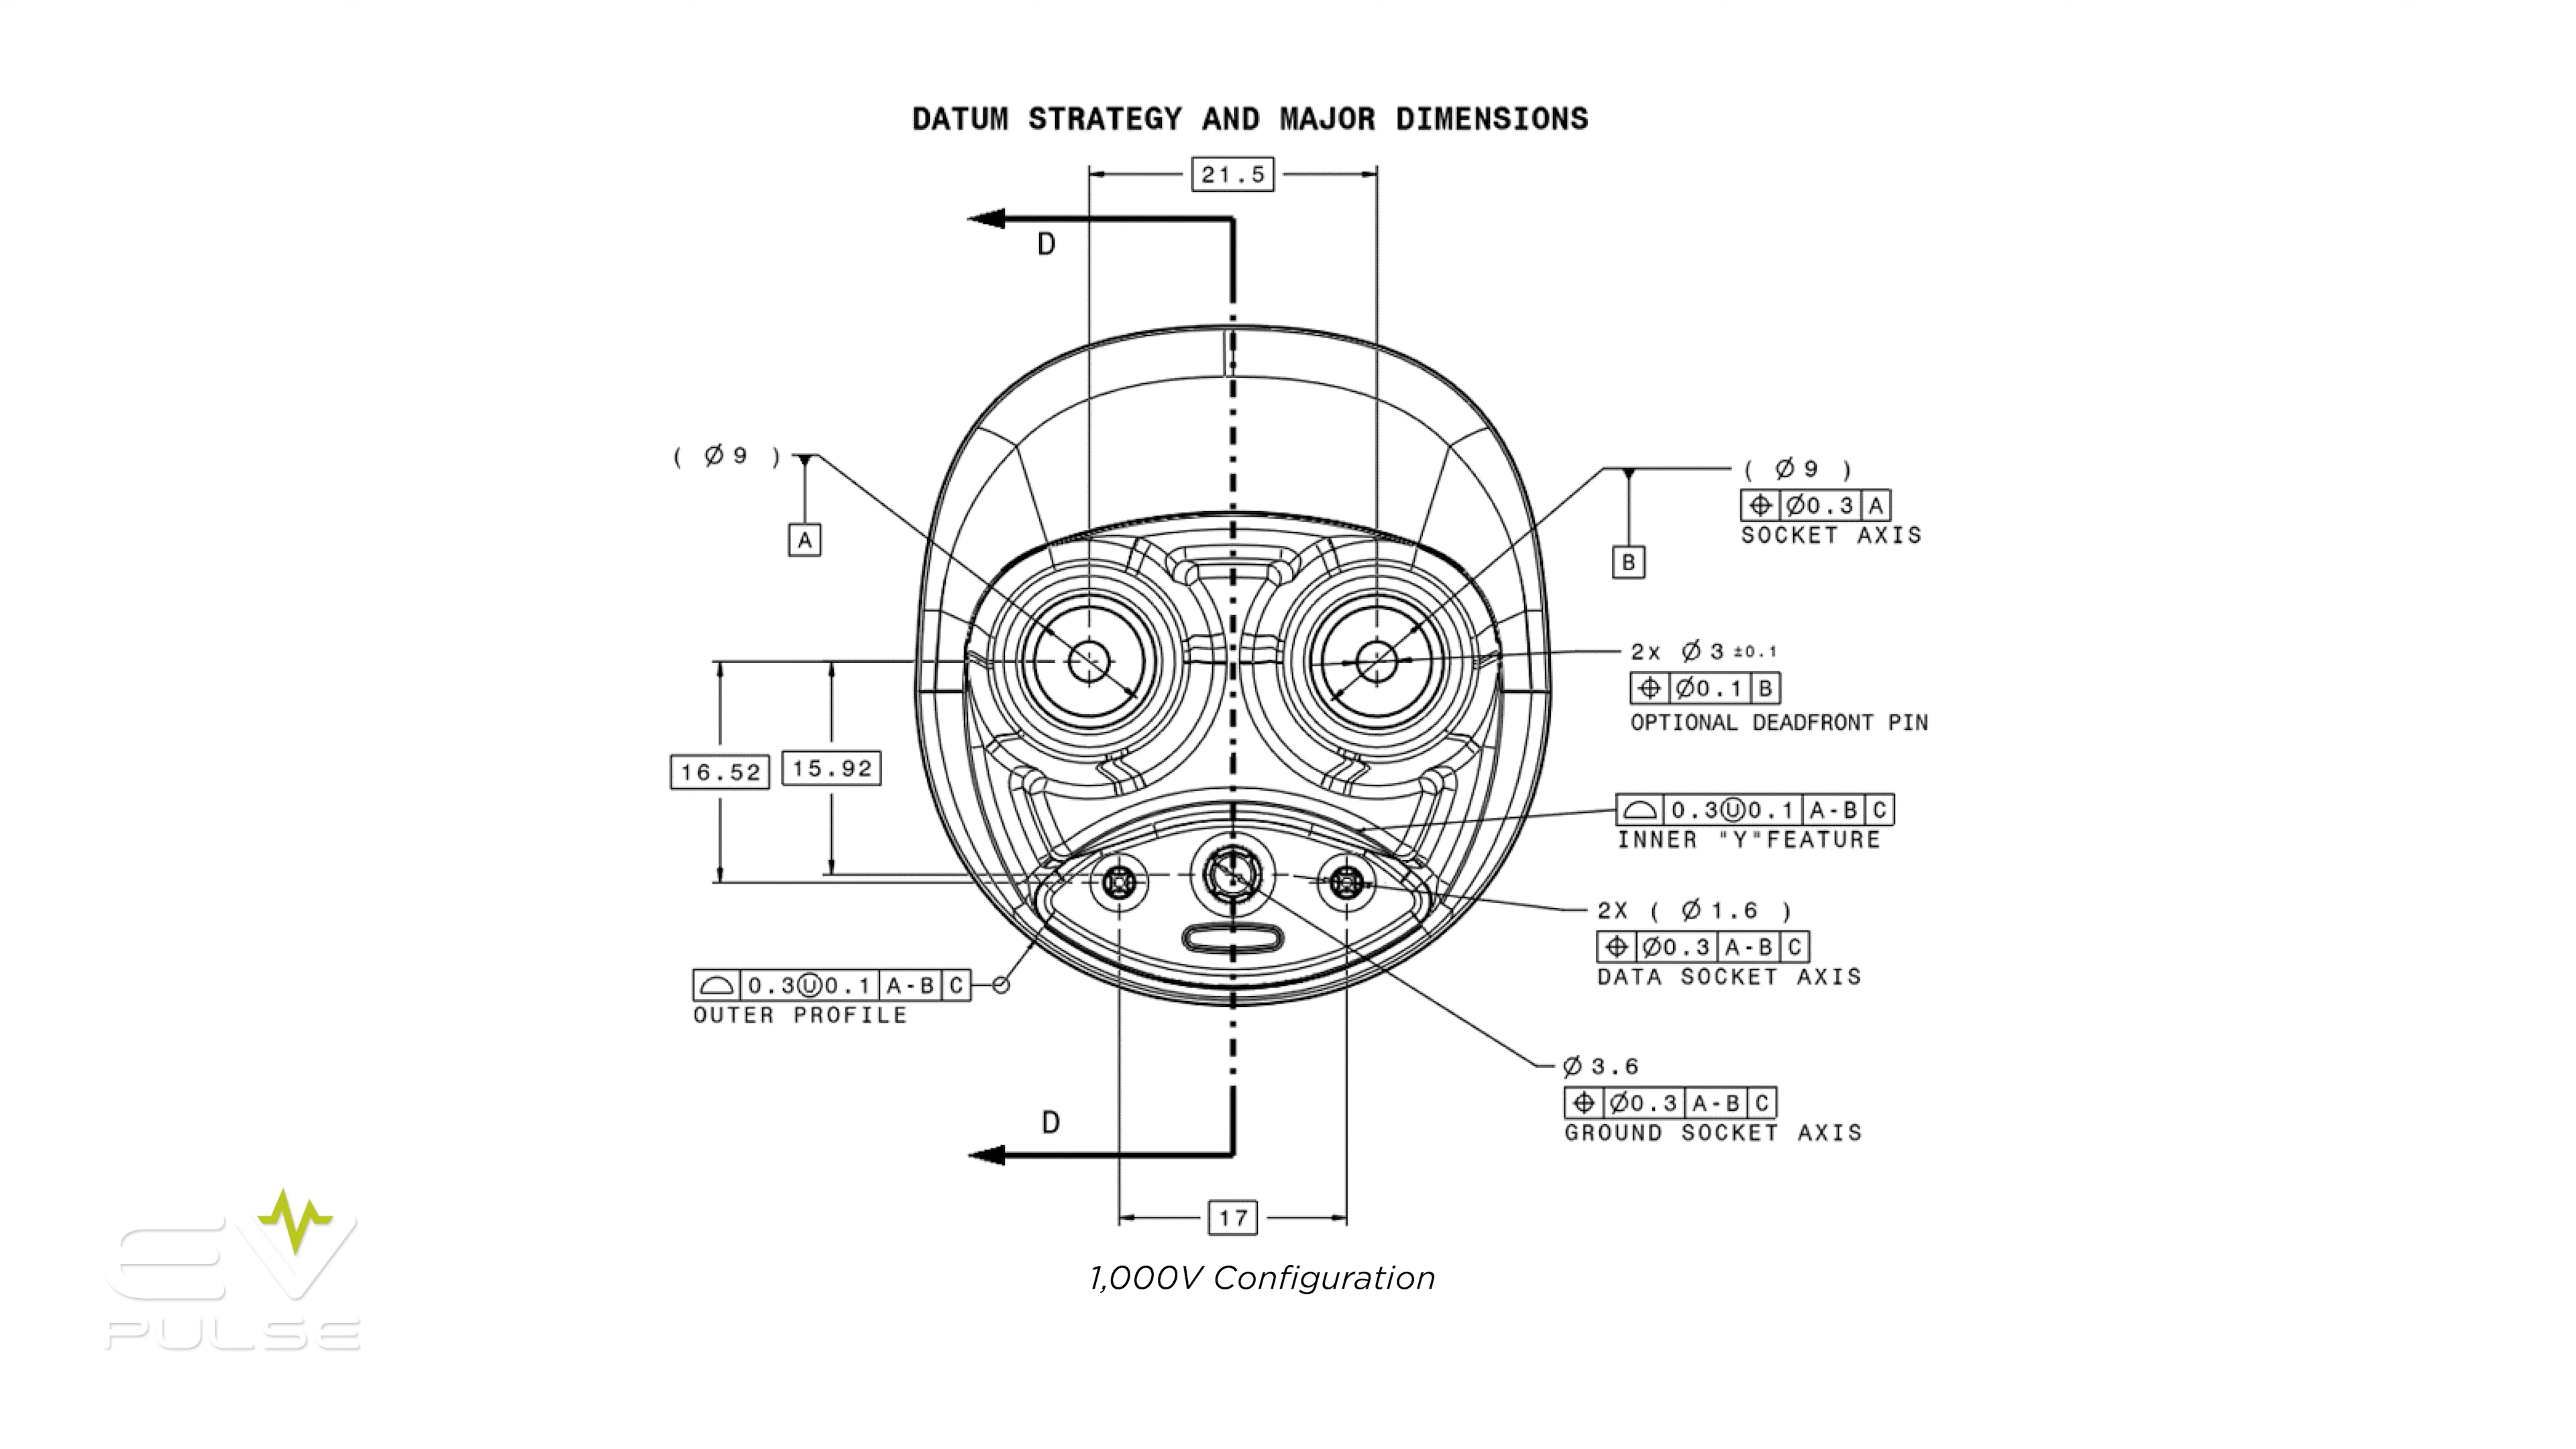 DATUM STRATEGY AND MAJOR DIMENSIONS
21.5
D
( Ø9 )
A
( Ø9 )
⌖ Ø0.3 A
SOCKET AXIS
B
2x Ø3 ±0.1
⌖ Ø0.1 B
OPTIONAL DEADFRONT PIN
16.52
15.92
⌓ 0.3Ⓤ0.1 A-B C
INNER "Y"FEATURE
2X ( Ø1.6 )
⌖ Ø0.3 A-B C
DATA SOCKET AXIS
⌓ 0.3Ⓤ0.1 A-B C
OUTER PROFILE
Ø3.6
⌖ Ø0.3 A-B C
GROUND SOCKET AXIS
D
17
1,000V Configuration
EV
PULSE